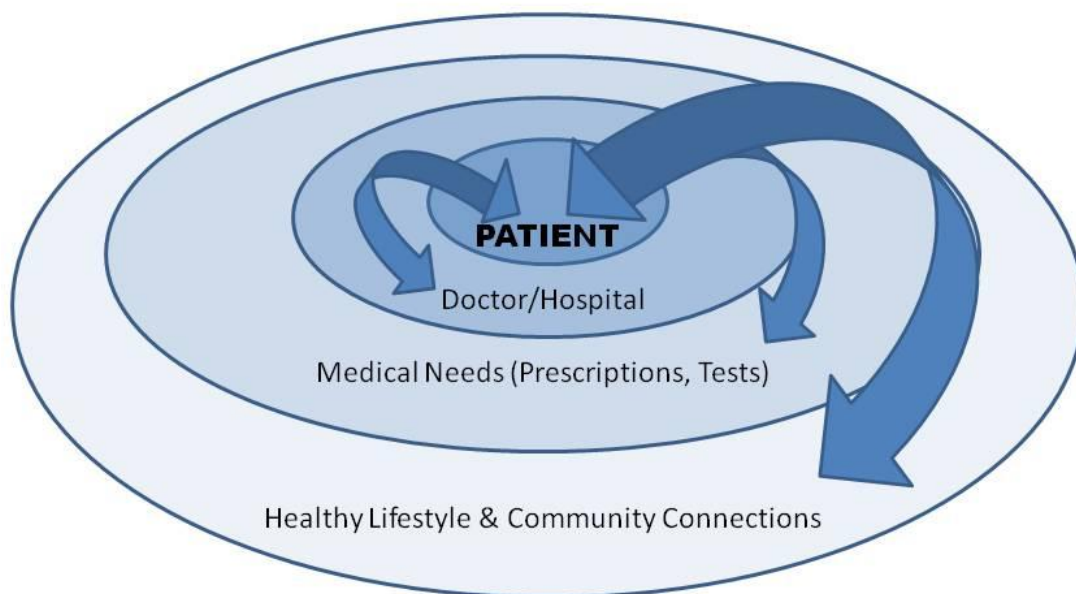 PATIENT
Doctor/Hospital
Medical Needs (Prescriptions, Tests)
Healthy Lifestyle & Community Connections